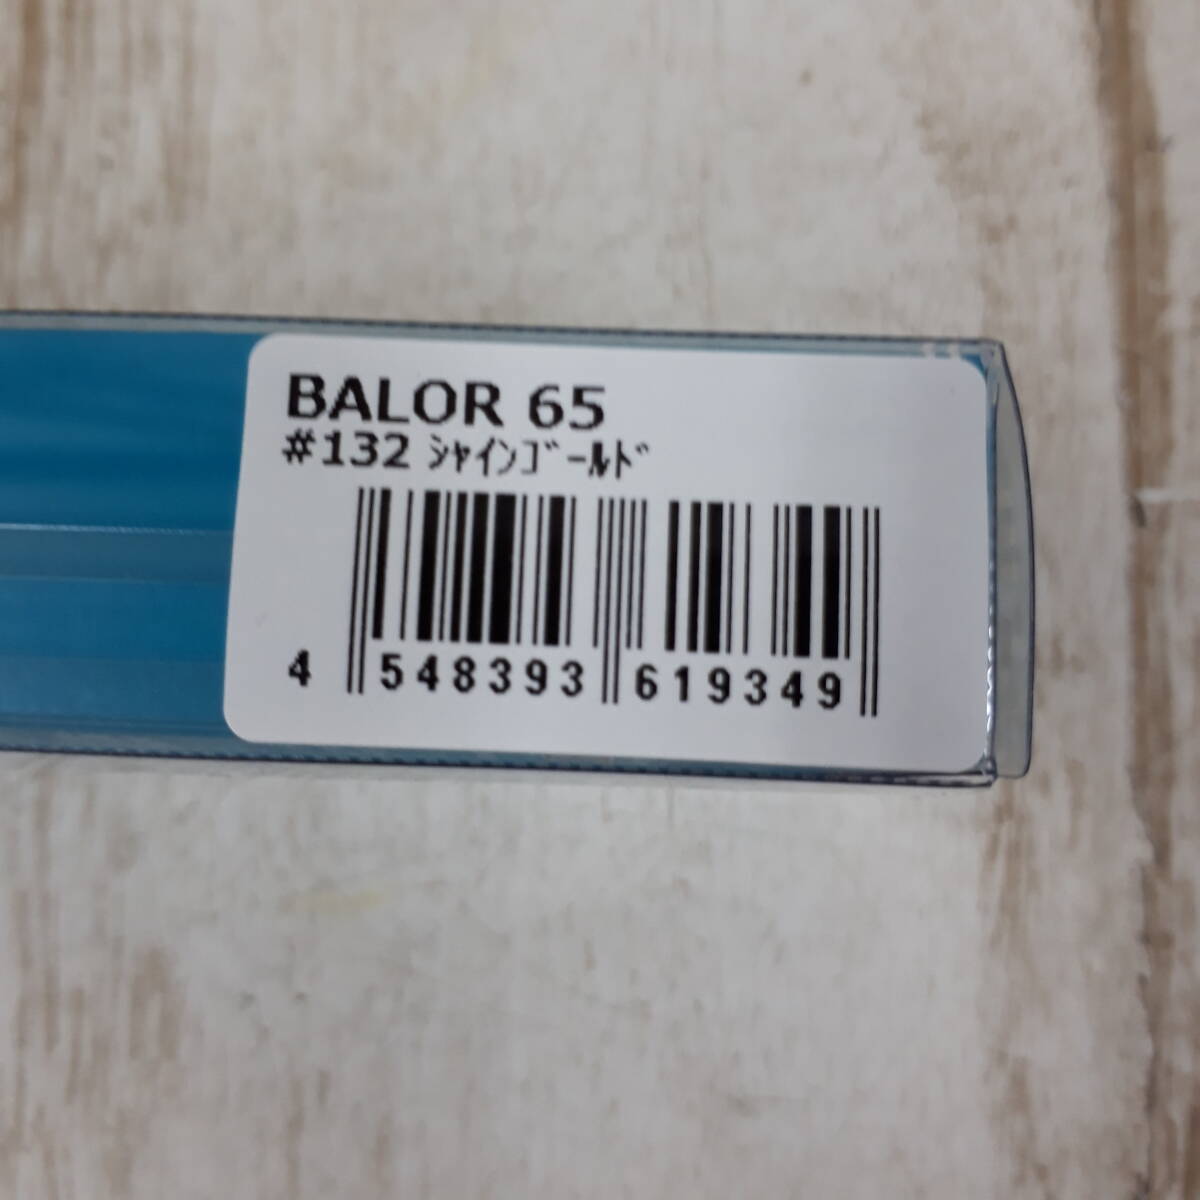 BALOR 65
#132 ｼｬｲﾝｺﾞｰﾙﾄﾞ
4 548393 619349